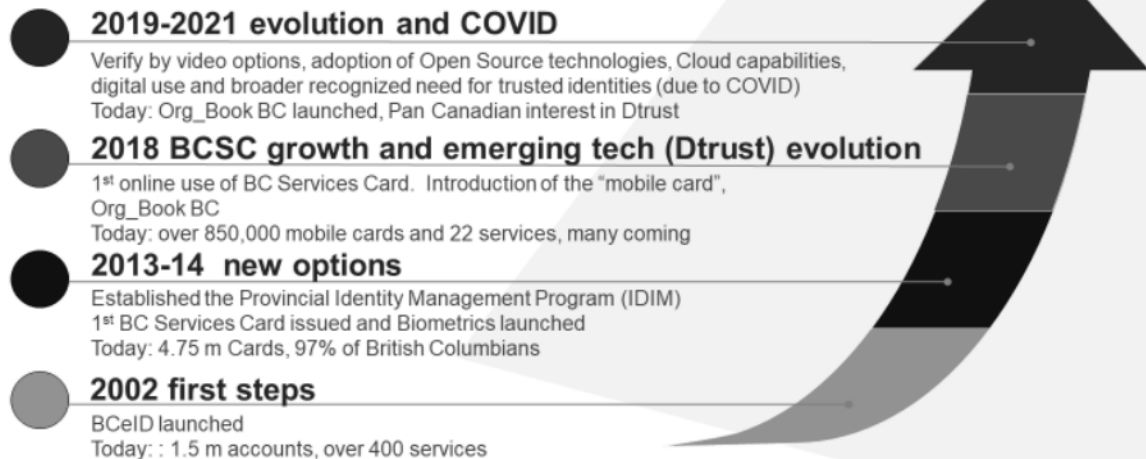 2019-2021 evolution and COVID
Verify by video options, adoption of Open Source technologies, Cloud capabilities,
digital use and broader recognized need for trusted identities (due to COVID)
Today: Org_Book BC launched, Pan Canadian interest in Dtrust
2018 BCSC growth and emerging tech (Dtrust) evolution
1st online use of BC Services Card.  Introduction of the “mobile card”,
Org_Book BC
Today: over 850,000 mobile cards and 22 services, many coming
2013-14  new options
Established the Provincial Identity Management Program (IDIM)
1st BC Services Card issued and Biometrics launched
Today: 4.75 m Cards, 97% of British Columbians
2002 first steps
BCeID launched
Today: : 1.5 m accounts, over 400 services